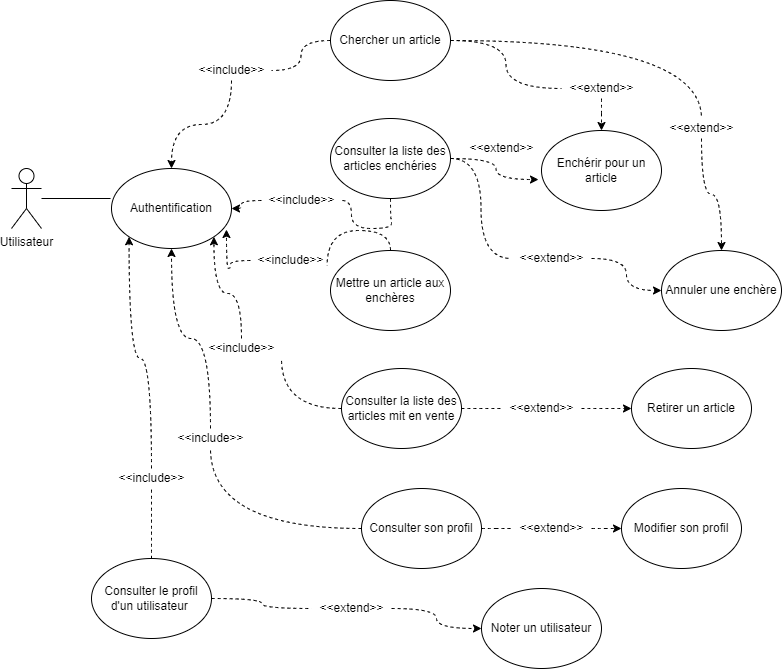 Chercher un article
<<include>>
<<extend>>
<<extend>>
Consulter la liste des
articles enchéries
<<extend>>
Enchérir pour un
article
Utilisateur
Authentification
<<include>>
<<include>>
<<extend>>
Mettre un article aux
enchères
Annuler une enchère
<<include>>
Consulter la liste des
articles mit en vente
<<extend>>
Retirer un article
<<include>>
<<include>>
Consulter son profil
<<extend>>
Modifier son profil
Consulter le profil
d'un utilisateur
<<extend>>
Noter un utilisateur